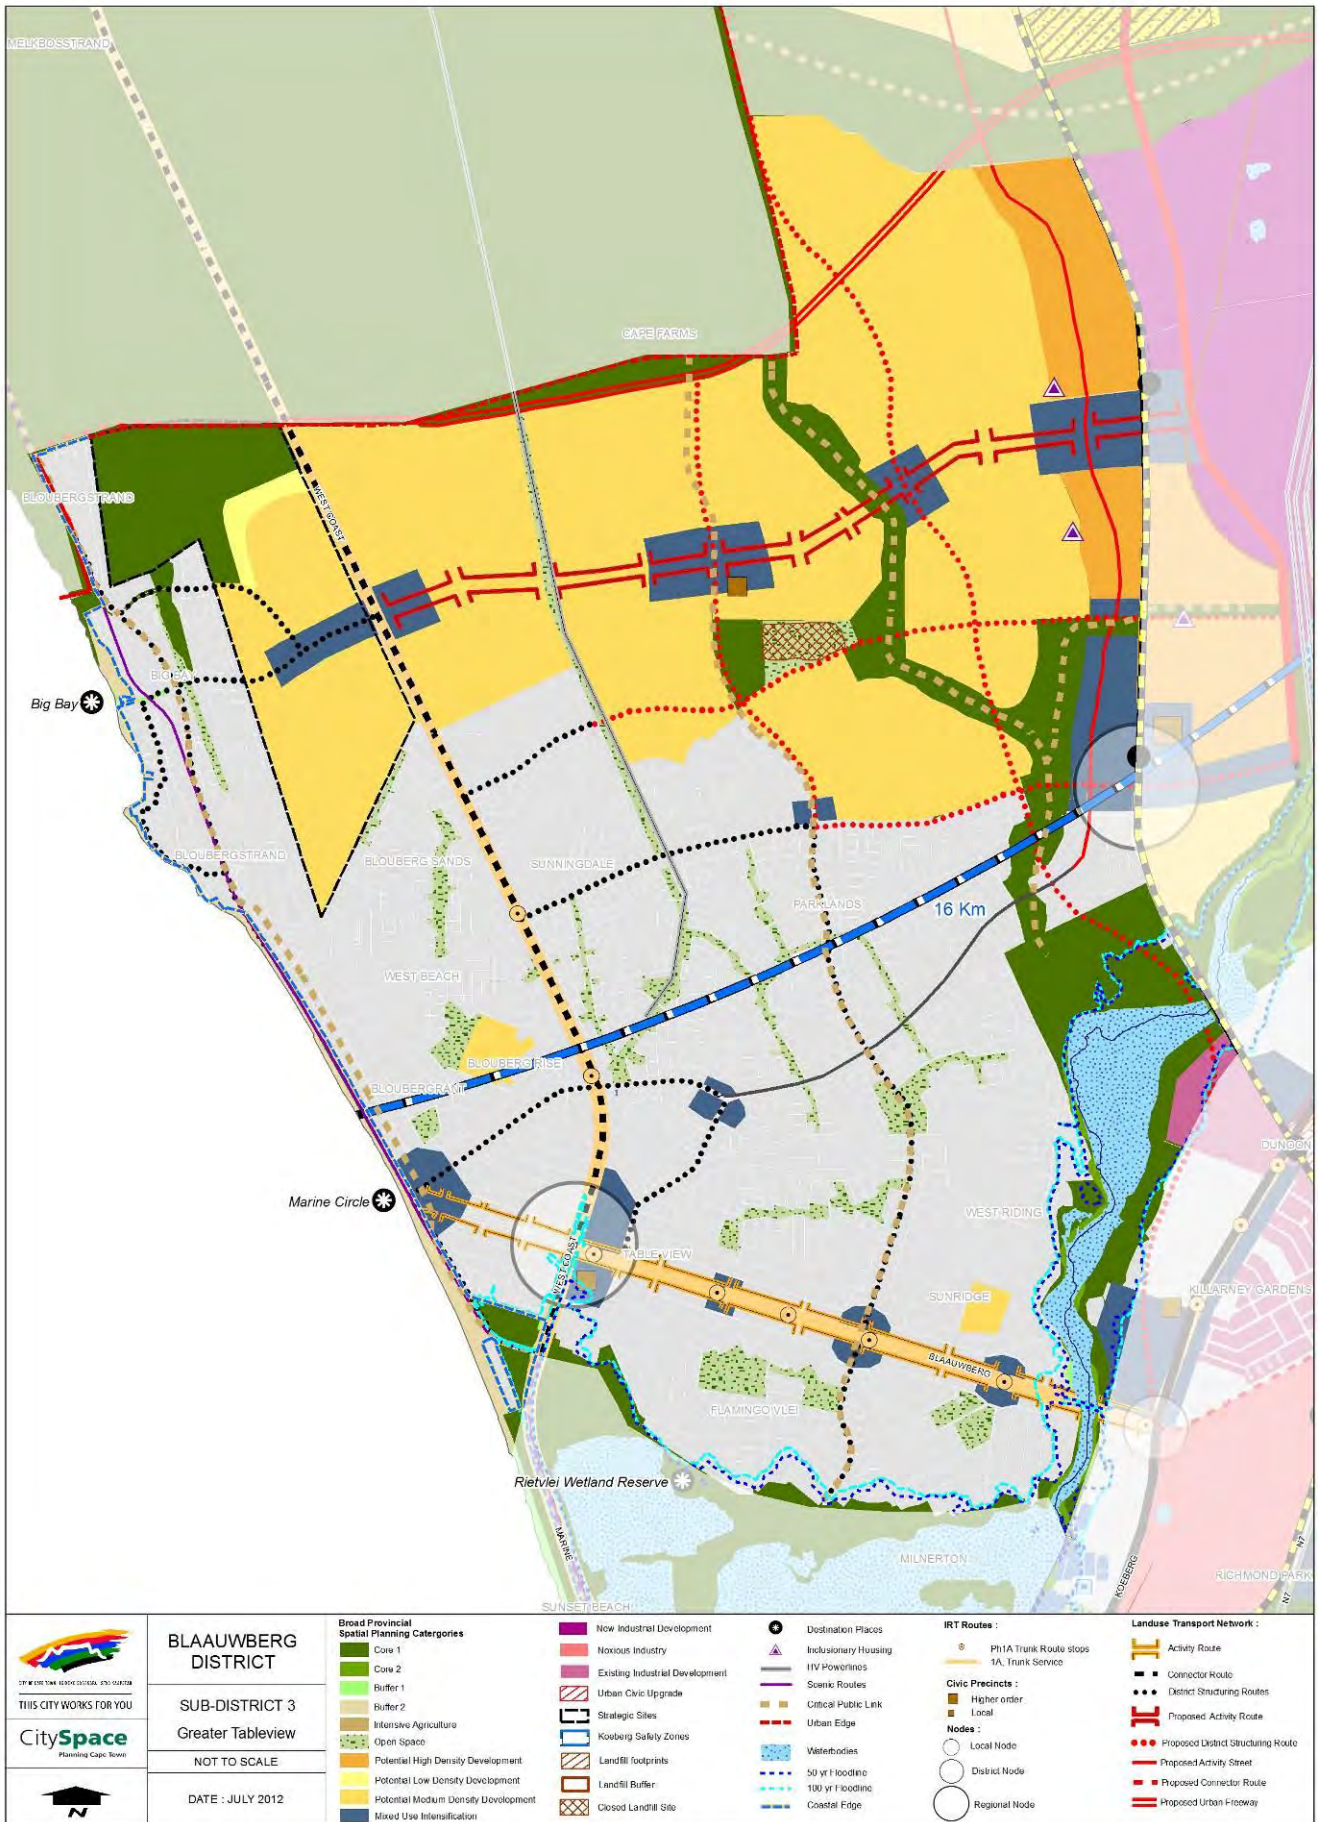 MELKBOSSTRAND
CAPE FARMS
WEST COAST
BLOUBERGSTRAND
BIG BAY
Big Bay
BLOUBERGSTRAND
BLOUBERG SANDS
SUNNINGDALE
PARKLANDS
16 Km
WEST BEACH
BLOUBERG RISE
BLOUBERGRANT
DUNOON
Marine Circle
WEST RIDING
WEST COAST
TABLE VIEW
KILLARNEY GARDENS
SUNRIDGE
BLAAUWBERG
FLAMINGO VLEI
Rietvlei Wetland Reserve
MARINE
MILNERTON
KOEBERG
N7
RICHMOND PARK
N7
SUNSET BEACH
THIS CITY WORKS FOR YOU
CitySpace
Planning Cape Town
N
BLAAUWBERG
DISTRICT
SUB-DISTRICT 3
Greater Tableview
NOT TO SCALE
DATE : JULY 2012
Broad Provincial
Spatial Planning Catergories
Core 1
Core 2
Buffer 1
Buffer 2
Intensive Agriculture
Open Space
Potential High Density Development
Potential Low Density Development
Potential Medium Density Development
Mixed Use Intensification
New Industrial Development
Noxious Industry
Existing Industrial Development
Urban Civic Upgrade
Strategic Sites
Koeberg Safety Zones
Landfill footprints
Landfill Buffer
Closed Landfill Site
Destination Places
Inclusionary Housing
HV Powerlines
Scenic Routes
Critical Public Link
Urban Edge
Waterbodies
50 yr Floodline
100 yr Floodline
Coastal Edge
IRT Routes :
Ph1A Trunk Route stops
1A, Trunk Service
Civic Precincts :
Higher order
Local
Nodes :
Local Node
District Node
Regional Node
Landuse Transport Network :
Activity Route
Connector Route
District Structuring Routes
Proposed Activity Route
Proposed District Structuring Route
Proposed Activity Street
Proposed Connector Route
Proposed Urban Freeway